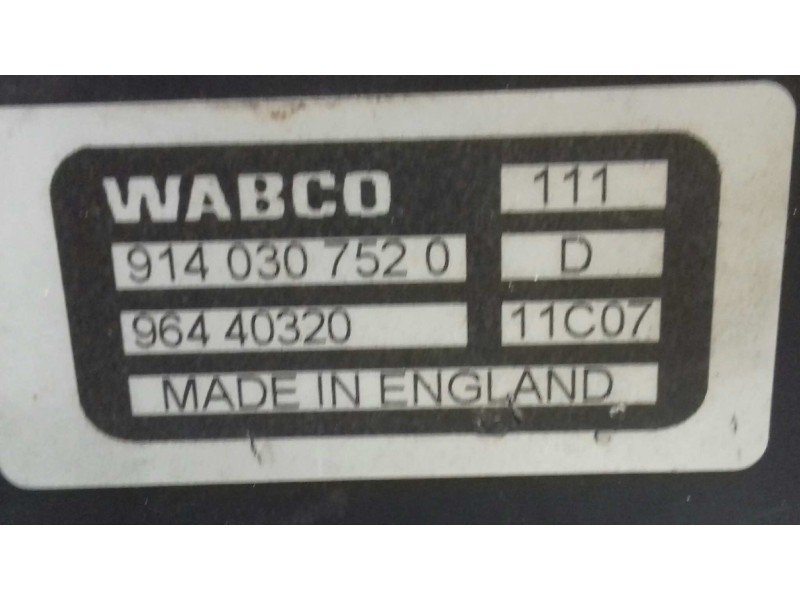 WABCO 111
914 030 752 0 D
964 40320 11C07
MADE IN ENGLAND